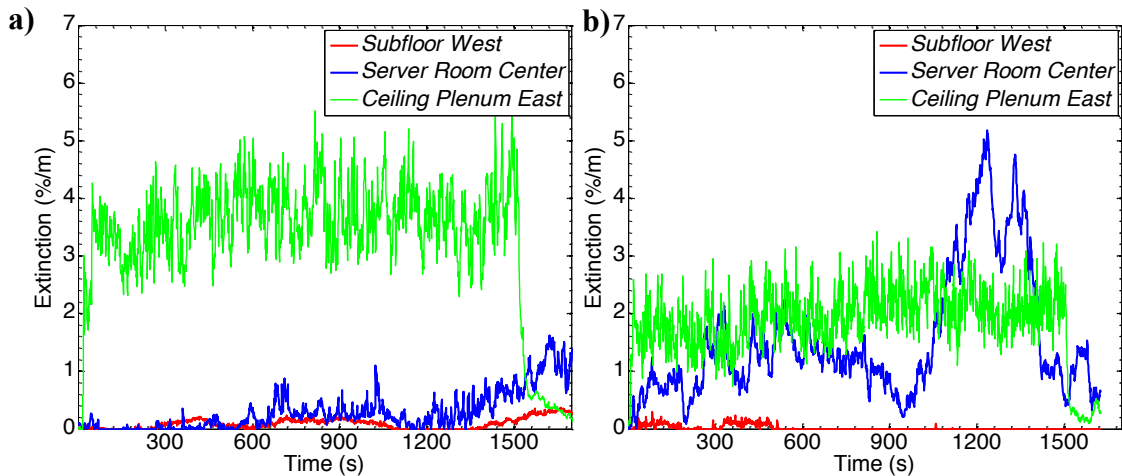 a)
7
6
5
4
3
2
1
0
Extinction (%/m)
Subfloor West
Server Room Center
Ceiling Plenum East
300 600 900 1200 1500
Time (s)
b)
7
6
5
4
3
2
1
0
Extinction (%/m)
Subfloor West
Server Room Center
Ceiling Plenum East
300 600 900 1200 1500
Time (s)